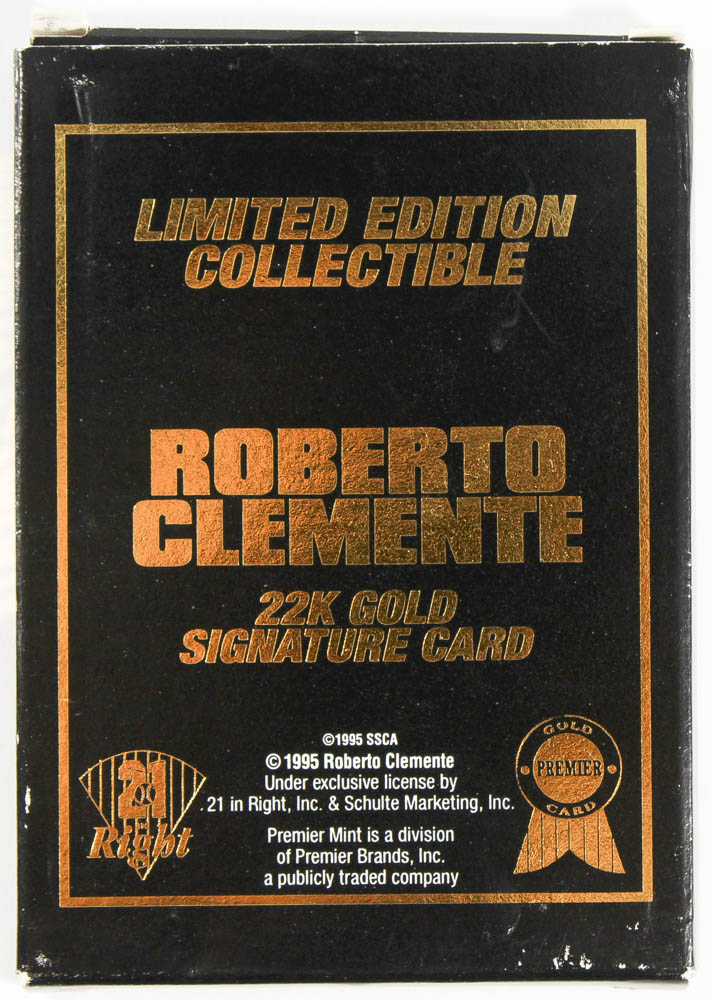 LIMITED EDITION
COLLECTIBLE
ROBERTO
CLEMENTE
22K GOLD
SIGNATURE CARD
©1995 SSCA
©1995 Roberto Clemente
Under exclusive license by
21 in Right, Inc. & Schulte Marketing, Inc.
Premier Mint is a division
of Premier Brands, Inc.
a publicly traded company
21
in
Right
GOLD
PREMIER
CARD